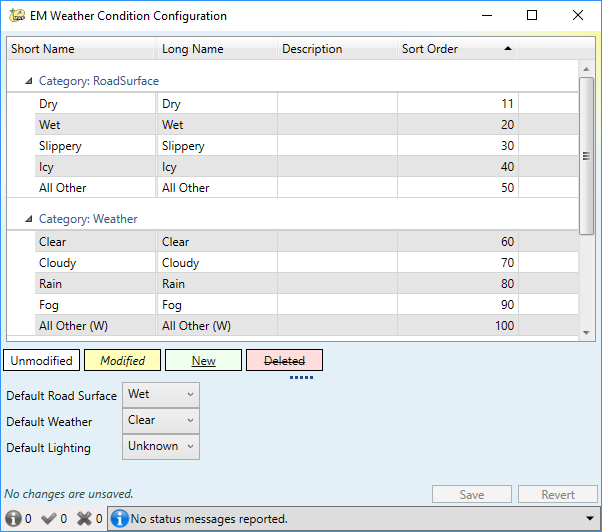 EM Weather Condition Configuration
Short Name Long Name Description Sort Order
Category: RoadSurface
Dry Dry 11
Wet Wet 20
Slippery Slippery 30
Icy Icy 40
All Other All Other 50
Category: Weather
Clear Clear 60
Cloudy Cloudy 70
Rain Rain 80
Fog Fog 90
All Other (W) All Other (W) 100
Unmodified Modified New Deleted
Default Road Surface Wet
Default Weather Clear
Default Lighting Unknown
No changes are unsaved. Save Revert
0 0 0 No status messages reported.